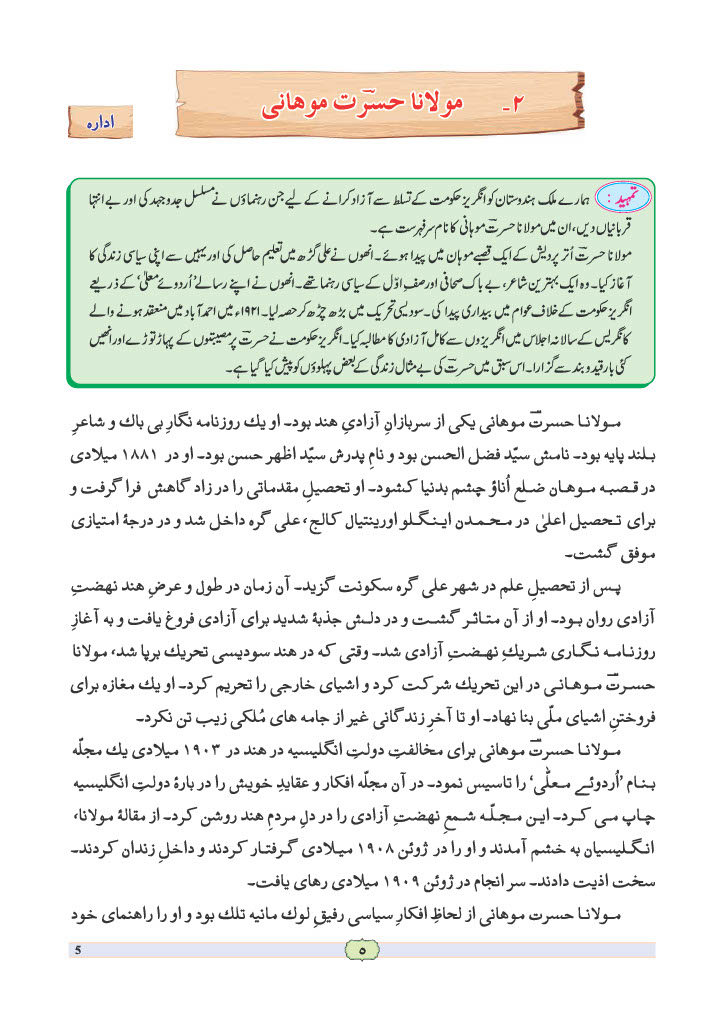 ۲۔ مولانا حسرتؔ موهانی
ادارہ
تمہید : ہمارے ملک ہندوستان کو انگریز حکومت کے تسلط سے آزاد کرانے کے لیے جن رہنماؤں نے مسلسل جدوجہد کی اور بے انتہا
قربانیاں دیں، ان میں مولانا حسرتؔ موہانی کا نام سرفہرست ہے۔
مولانا حسرتؔ اُتر پردیش کے ایک قصبے موہان میں پیدا ہوئے۔ انھوں نے علی گڑھ میں تعلیم حاصل کی اور یہیں سے اپنی سیاسی زندگی کا
آغاز کیا۔ وہ ایک بہترین شاعر، بے باک صحافی اور صفِ اوّل کے سیاسی رہنما تھے۔ انھوں نے اپنے رسالے ’اُردوئے معلیٰ‘ کے ذریعے
انگریز حکومت کے خلاف عوام میں بیداری پیدا کی۔ سودیسی تحریک میں بڑھ چڑھ کر حصہ لیا۔ ۱۹۲۱ء میں احمد آباد میں منعقد ہونے والے
کانگریس کے سالانہ اجلاس میں انگریزوں سے کامل آزادی کا مطالبہ کیا۔ انگریز حکومت نے حسرتؔ پر مصیبتوں کے پہاڑ توڑے اور انھیں
کئی بار قید و بند سے گزارا۔ اس سبق میں حسرتؔ کی بے مثال زندگی کے بعض پہلوؤں کو پیش کیا گیا ہے۔
مولانا حسرتؔ موهانی یکی از سربازانِ آزادیِ هند بود۔ او یك روزنامه نگارِ بی باك و شاعرِ
بلند پایه بود۔ نامش سیّد فضل الحسن بود و نامِ پدرش سیّد اظهر حسن بود۔ او در ۱۸۸۱ میلادی
در قصبه موهان ضلع اُناؤ چشم بدنیا کشود۔ او تحصیلِ مقدماتی را در زاد گاهش فرا گرفت و
برای تحصیل اعلیٰ در محمدن اینگلو اورینتیال کالج، علی گره داخل شد و در درجهٔ امتیازی
موفق گشت۔
پس از تحصیلِ علم در شهر علی گره سکونت گزید۔ آن زمان در طول و عرضِ هند نهضتِ
آزادی روان بود۔ او از آن متاثر گشت و در دلش جذبهٔ شدید برای آزادی فروغ یافت و به آغازِ
روزنامه نگاری شریكِ نهضتِ آزادی شد۔ وقتی که در هند سودیسی تحریك برپا شد، مولانا
حسرتؔ موهانی در این تحریك شرکت کرد و اشیای خارجی را تحریم کرد۔ او یك مغازه برای
فروختنِ اشیای ملّی بنا نهاد۔ او تا آخرِ زندگانی غیر از جامه های مُلکی زیب تن نکرد۔
مولانا حسرتؔ موهانی برای مخالفتِ دولتِ انگلیسیه در هند در ۱۹۰۳ میلادی یك مجلّه
بنام ’اُردوئے معلّٰی‘ را تاسیس نمود۔ در آن مجلّه افکار و عقایدِ خویش را در بارهٔ دولتِ انگلیسیه
چاپ می کرد۔ این مجلّه شمعِ نهضتِ آزادی را در دلِ مردمِ هند روشن کرد۔ از مقالهٔ مولانا،
انگلیسیان به خشم آمدند و او را در ژوئن ۱۹۰۸ میلادی گرفتار کردند و داخلِ زندان کردند۔
سخت اذیت دادند۔ سر انجام در ژوئن ۱۹۰۹ میلادی رهای یافت۔
مولانا حسرت موهانی از لحاظِ افکارِ سیاسی رفیقِ لوك مانیه تلك بود و او را راهنمای خود
۵
5